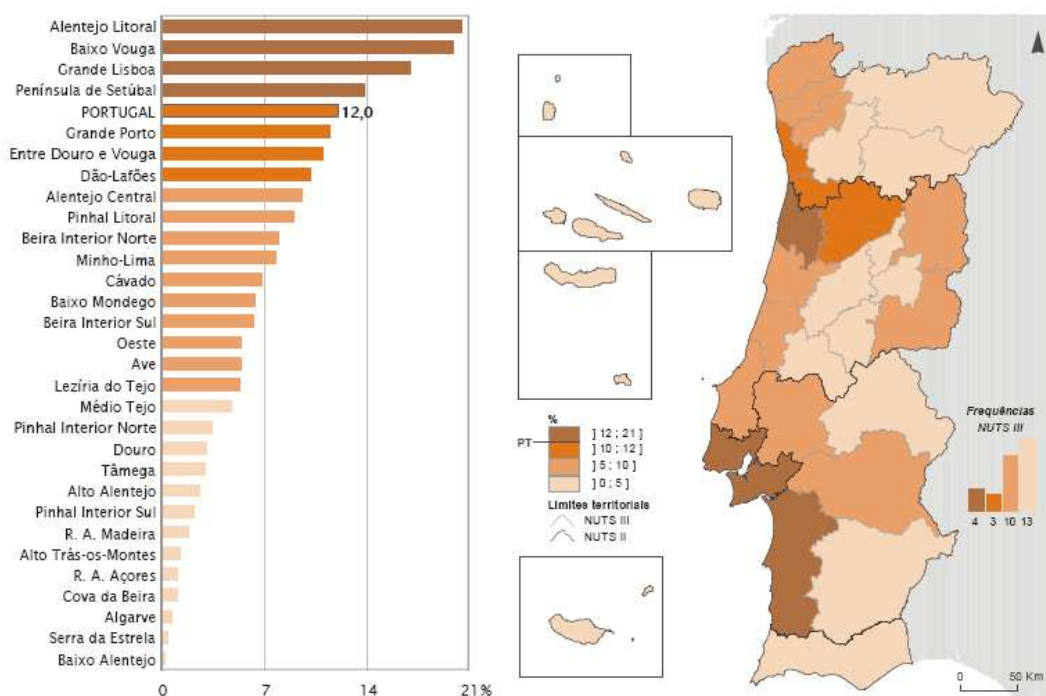 Alentejo Litoral
Baixo Vouga
Grande Lisboa
Península de Setúbal
PORTUGAL
12,0
Grande Porto
Entre Douro e Vouga
Dão-Lafões
Alentejo Central
Pinhal Litoral
Beira Interior Norte
Minho-Lima
Cávado
Baixo Mondego
Beira Interior Sul
Oeste
Ave
Lezíria do Tejo
Médio Tejo
Pinhal Interior Norte
Douro
Tâmega
Alto Alentejo
Pinhal Interior Sul
R. A. Madeira
Alto Trás-os-Montes
R. A. Açores
Cova da Beira
Algarve
Serra da Estrela
Baixo Alentejo
0 7 14 21%
%
PT
] 12 ; 21 ]
] 10 ; 12 ]
] 5 ; 10 ]
] 0 ; 5 ]
Limites territoriais
NUTS III
NUTS II
Frequências
NUTS III
4 3 10 13
0 50 Km